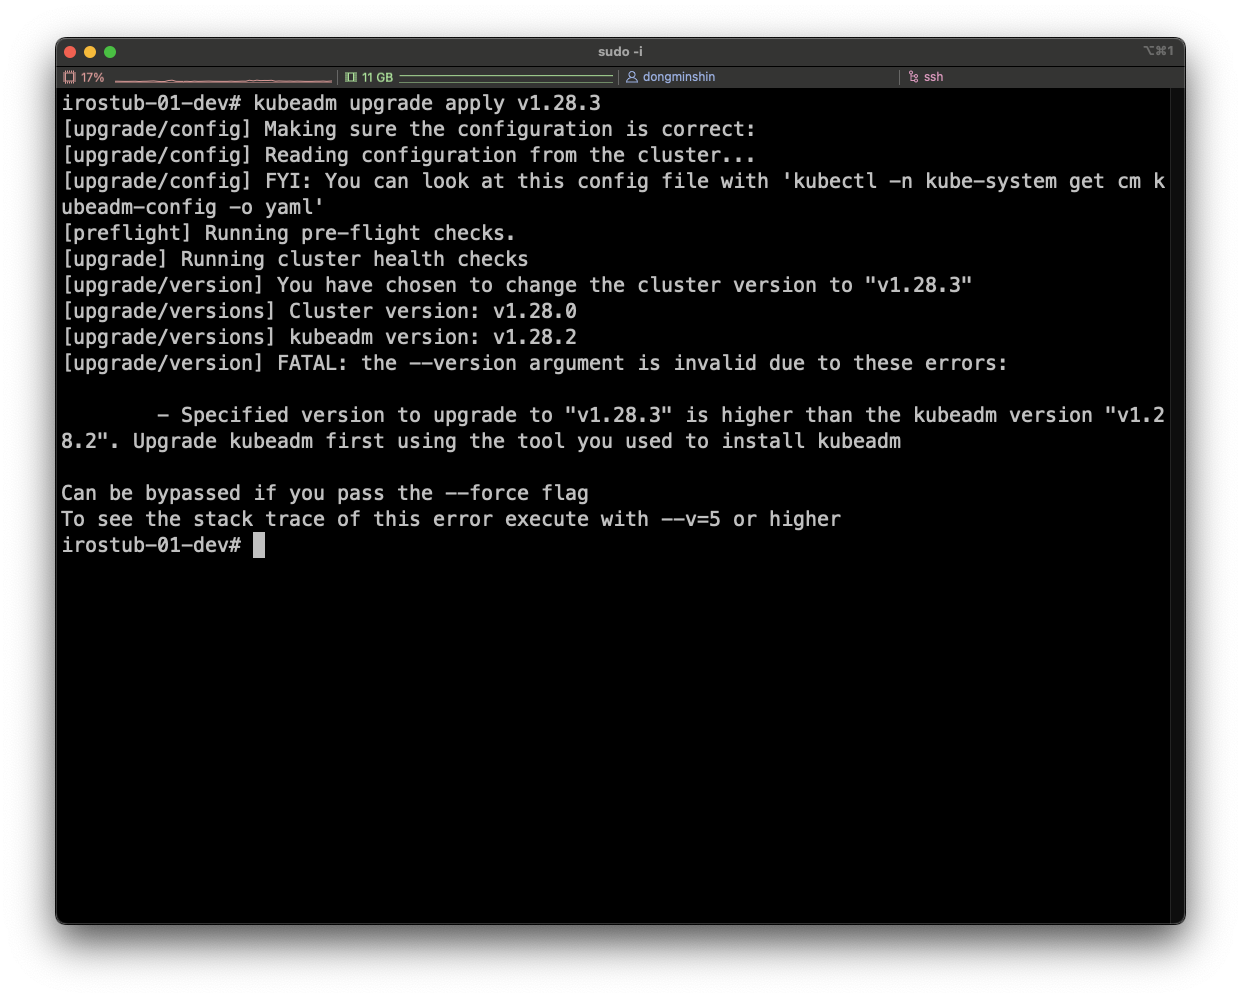 sudo -i
⌥⌘1
17%
11 GB
dongminshin
ssh
irostub-01-dev# kubeadm upgrade apply v1.28.3
[upgrade/config] Making sure the configuration is correct:
[upgrade/config] Reading configuration from the cluster...
[upgrade/config] FYI: You can look at this config file with 'kubectl -n kube-system get cm k
ubeadm-config -o yaml'
[preflight] Running pre-flight checks.
[upgrade] Running cluster health checks
[upgrade/version] You have chosen to change the cluster version to "v1.28.3"
[upgrade/versions] Cluster version: v1.28.0
[upgrade/versions] kubeadm version: v1.28.2
[upgrade/version] FATAL: the --version argument is invalid due to these errors:
- Specified version to upgrade to "v1.28.3" is higher than the kubeadm version "v1.2
8.2". Upgrade kubeadm first using the tool you used to install kubeadm
Can be bypassed if you pass the --force flag
To see the stack trace of this error execute with --v=5 or higher
irostub-01-dev#